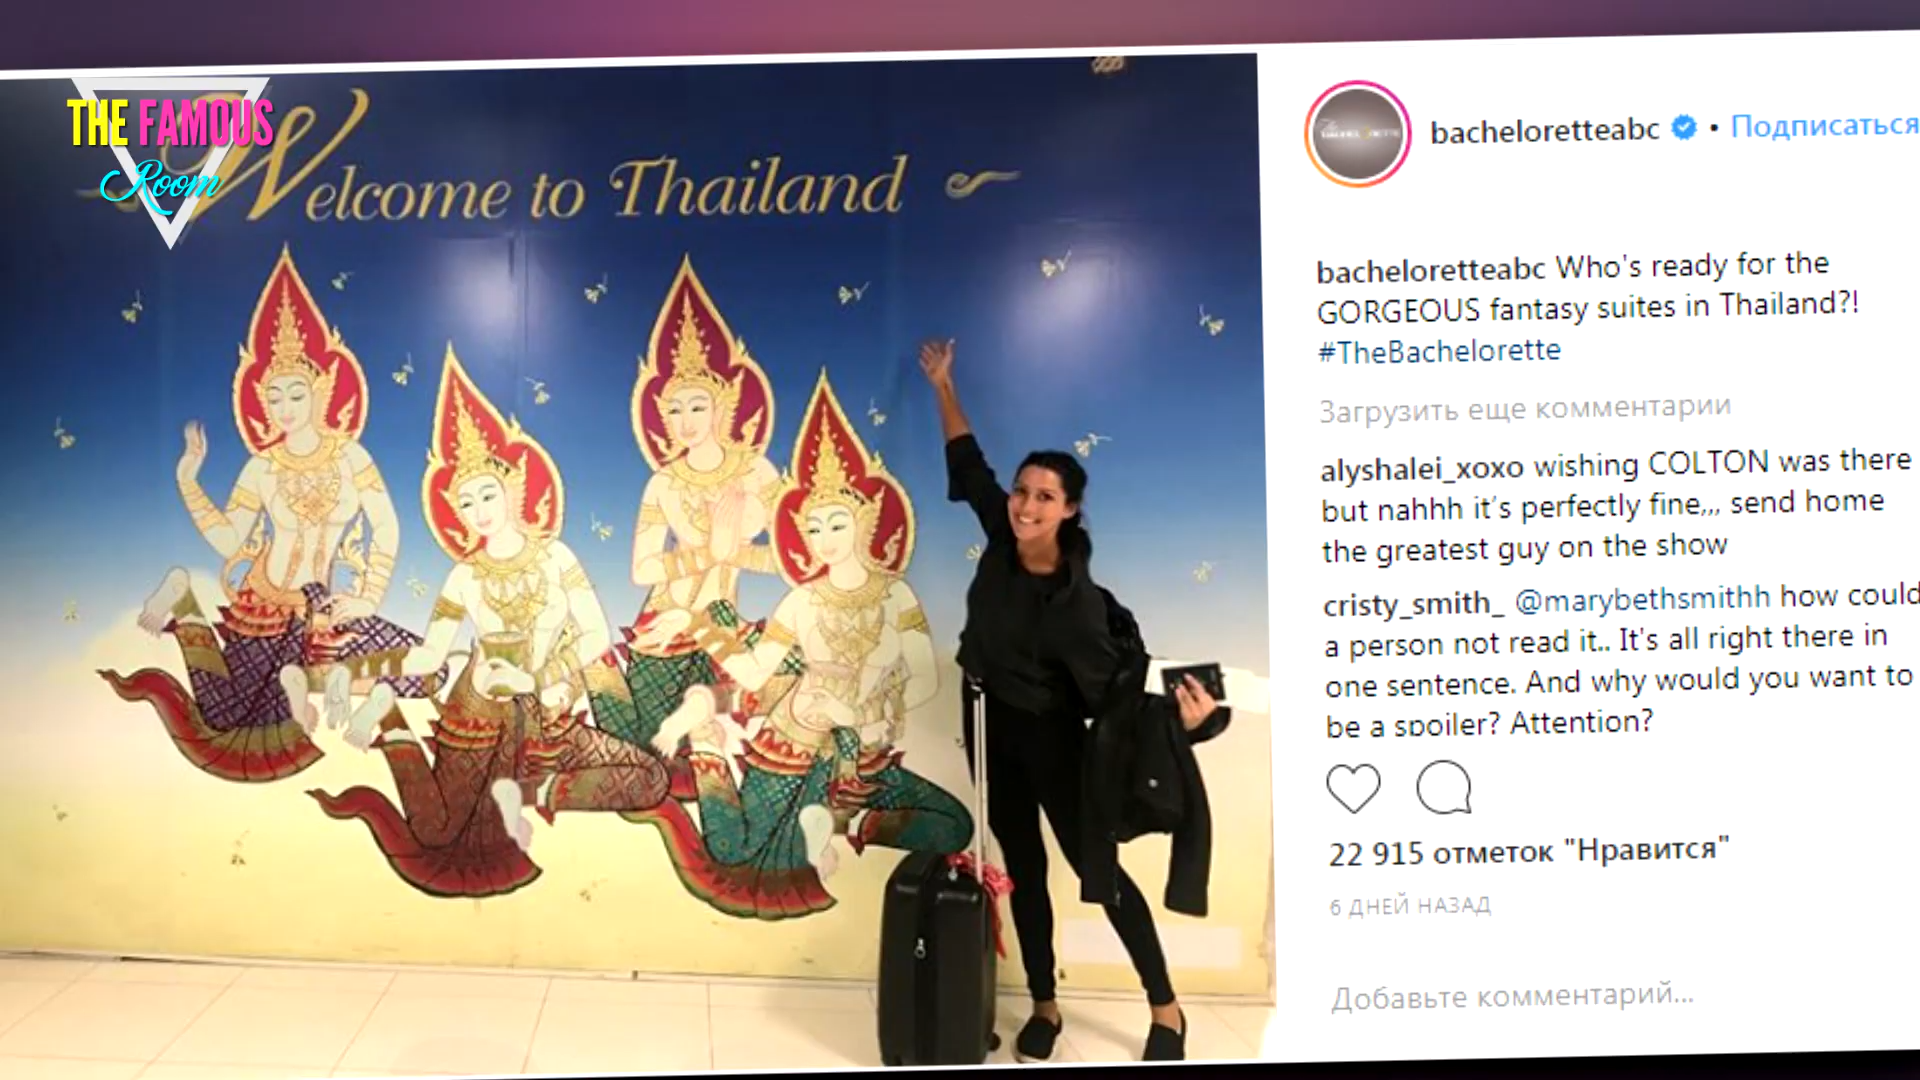 THE FAMOUS
Room
Welcome to Thailand
bacheloretteabc • Подписаться
bacheloretteabc Who's ready for the
GORGEOUS fantasy suites in Thailand?!
#TheBachelorette
Загрузить еще комментарии
alyshalei_xoxo wishing COLTON was there
but nahhh it's perfectly fine,,, send home
the greatest guy on the show
cristy_smith_ @marybethsmithh how could
a person not read it.. It's all right there in
one sentence. And why would you want to
be a spoiler? Attention?
22 915 отметок "Нравится"
6 ДНЕЙ НАЗАД
Добавьте комментарий...